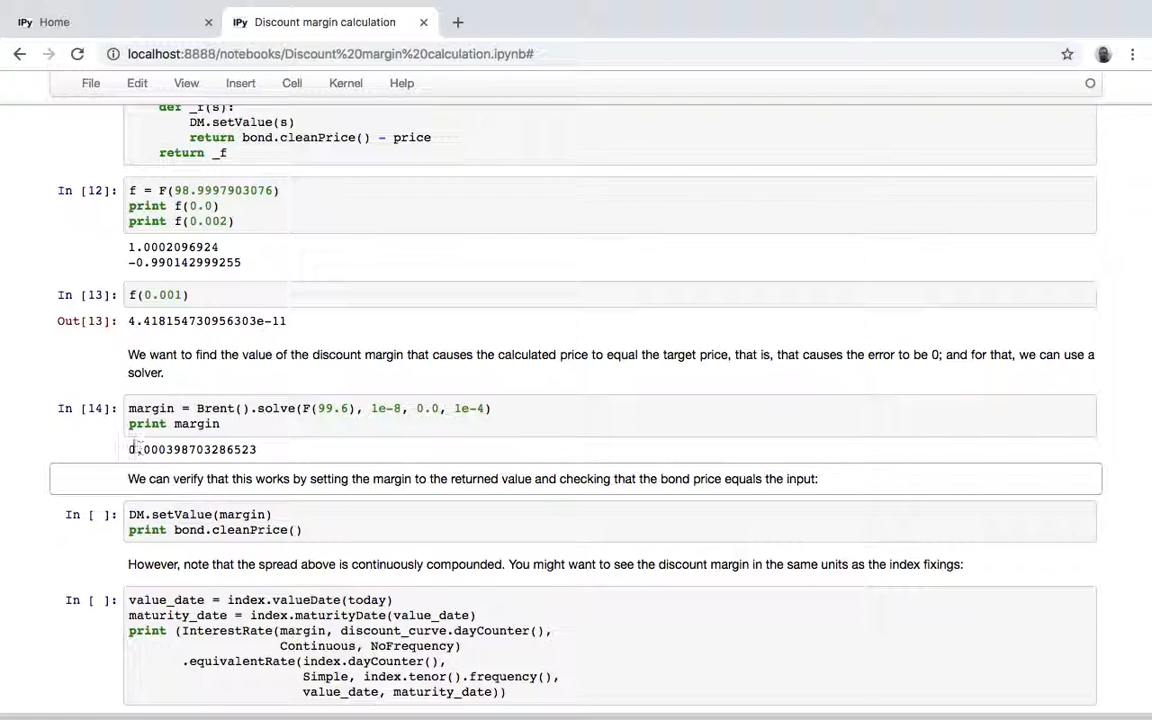 IPy Home
IPy Discount margin calculation
localhost:8888/notebooks/Discount%20margin%20calculation.ipynb#
File Edit View Insert Cell Kernel Help
def _f(s):
DM.setValue(s)
return bond.cleanPrice() - price
return _f
In [12]: f = F(98.9997903076)
print f(0.0)
print f(0.002)
1.0002096924
-0.990142999255
In [13]: f(0.001)
Out[13]: 4.418154730956303e-11
We want to find the value of the discount margin that causes the calculated price to equal the target price, that is, that causes the error to be 0; and for that, we can use a
solver.
In [14]: margin = Brent().solve(F(99.6), 1e-8, 0.0, 1e-4)
print margin
0.000398703286523
We can verify that this works by setting the margin to the returned value and checking that the bond price equals the input:
In [ ]: DM.setValue(margin)
print bond.cleanPrice()
However, note that the spread above is continuously compounded. You might want to see the discount margin in the same units as the index fixings:
In [ ]: value_date = index.valueDate(today)
maturity_date = index.maturityDate(value_date)
print (InterestRate(margin, discount_curve.dayCounter(),
Continuous, NoFrequency)
.equivalentRate(index.dayCounter(),
Simple, index.tenor().frequency(),
value_date, maturity_date))